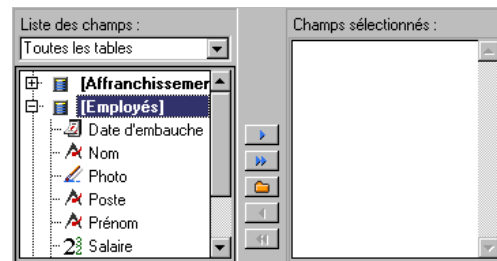 Liste des champs :
Toutes les tables
[Affranchissemer
[Employés]
Date d'embauche
Nom
Photo
Poste
Prénom
Salaire
Champs sélectionnés :